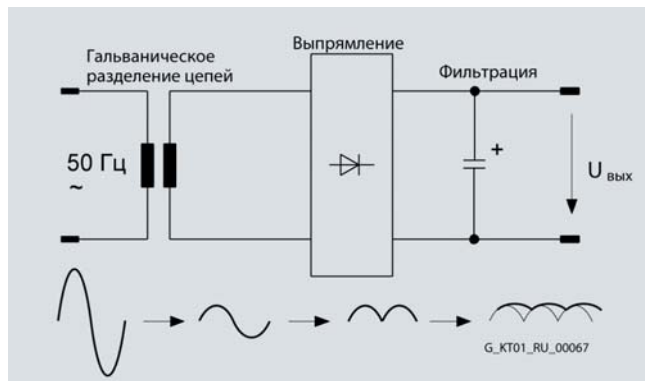 Гальваническое
разделение цепей
Выпрямление
Фильтрация
50 Гц
~
+
U вых
G_KT01_RU_00067